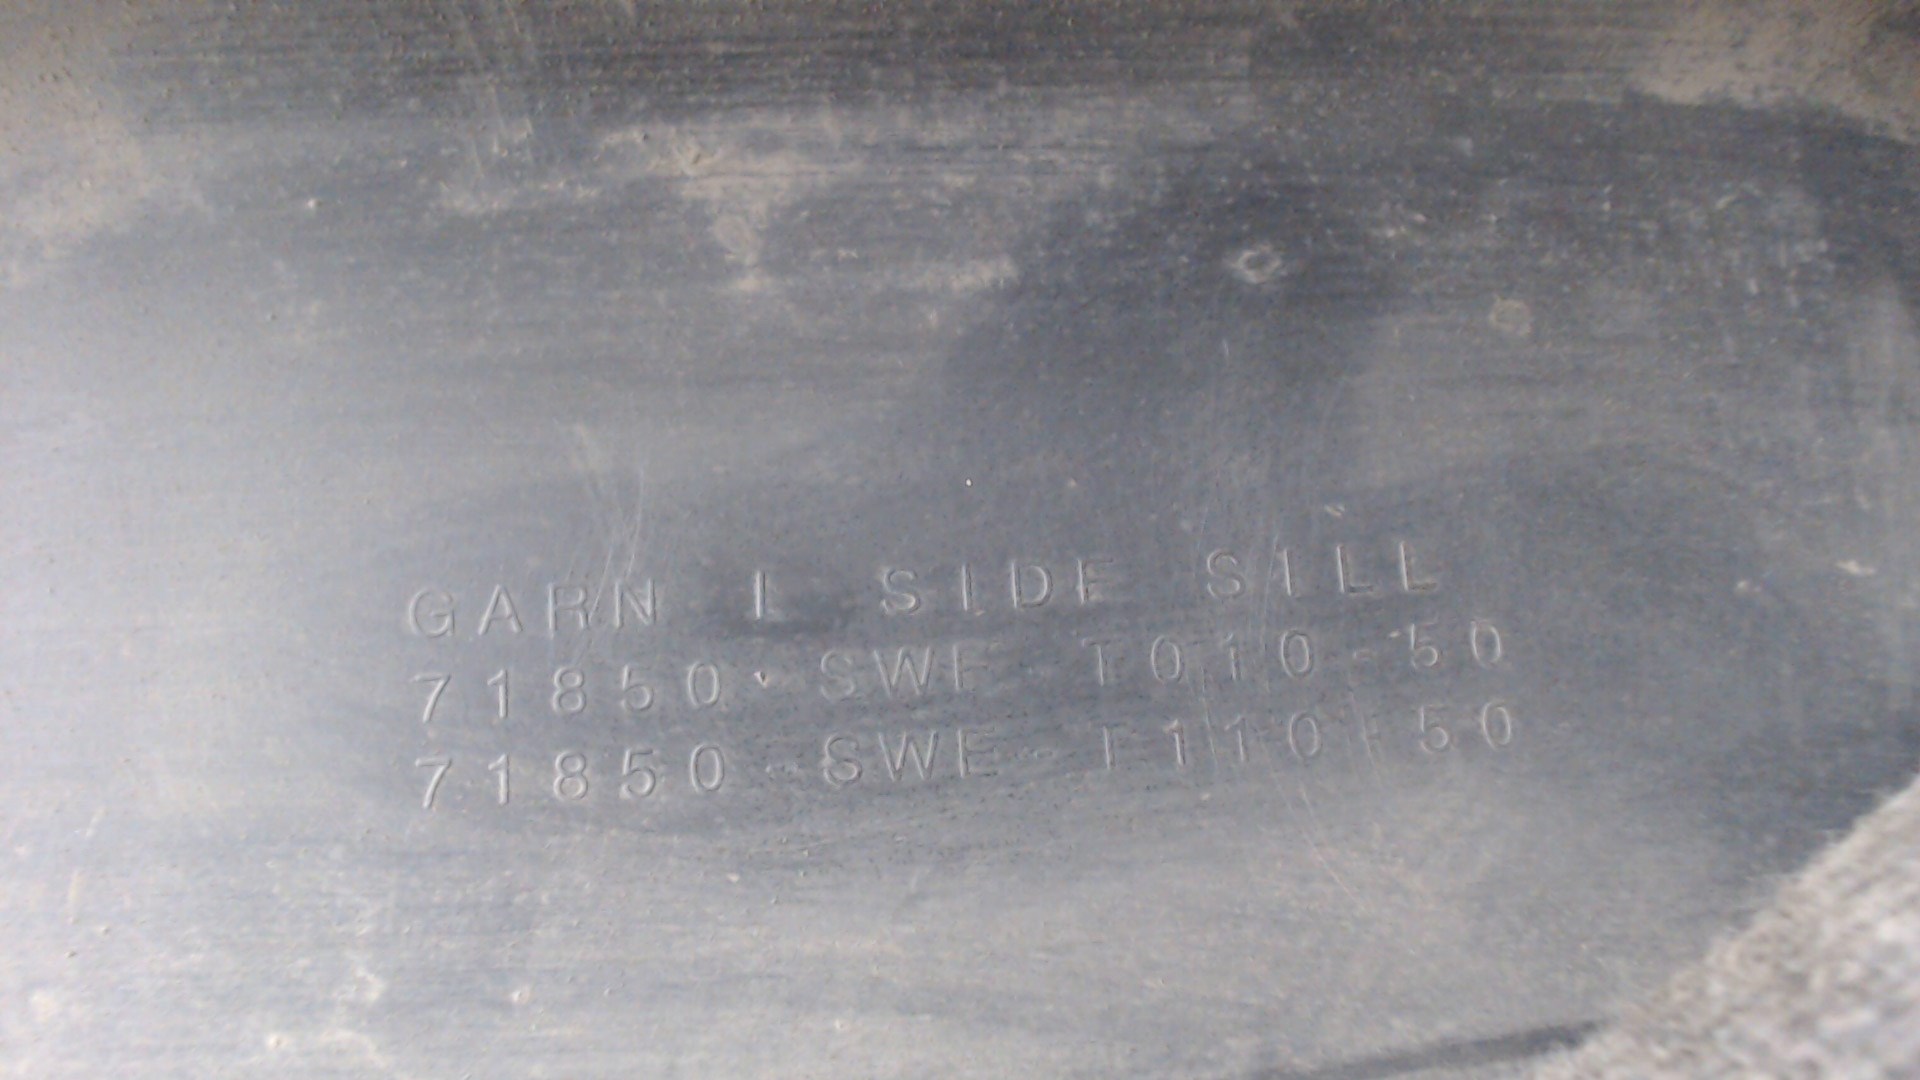 GARN L SIDE SILL
71850-SWE-T010-50
71850-SWE-T110-50